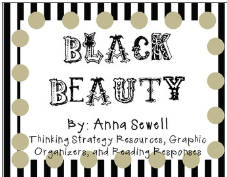 BLACK
BEAUTY
By: Anna Sewell
Thinking Strategy Resources, Graphic
Organizers, and Reading Responses